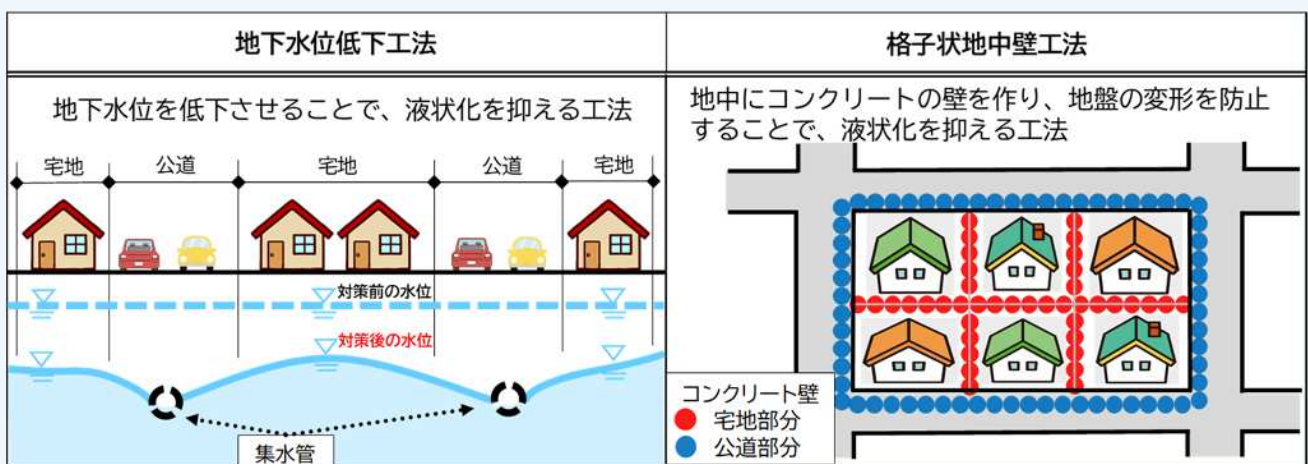 地下水位低下工法
地下水位を低下させることで、液状化を抑える工法
宅地
公道
宅地
公道
宅地
対策前の水位
対策後の水位
集水管
格子状地中壁工法
地中にコンクリートの壁を作り、地盤の変形を防止
することで、液状化を抑える工法
コンクリート壁
宅地部分
公道部分